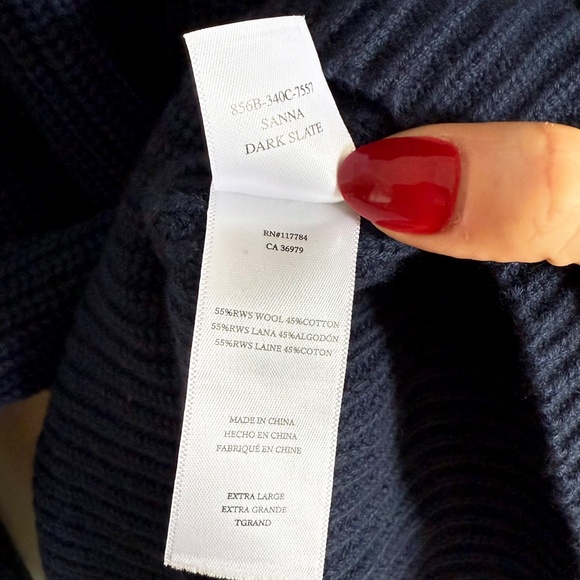 856B-340C-7557
SANNA
DARK SLATE
RN#117784
CA 36979
55%RWS WOOL 45%COTTON
55%RWS LANA 45%ALGODÓN
55%RWS LAINE 45%COTON
MADE IN CHINA
HECHO EN CHINA
FABRIQUÉ EN CHINE
EXTRA LARGE
EXTRA GRANDE
TGRAND